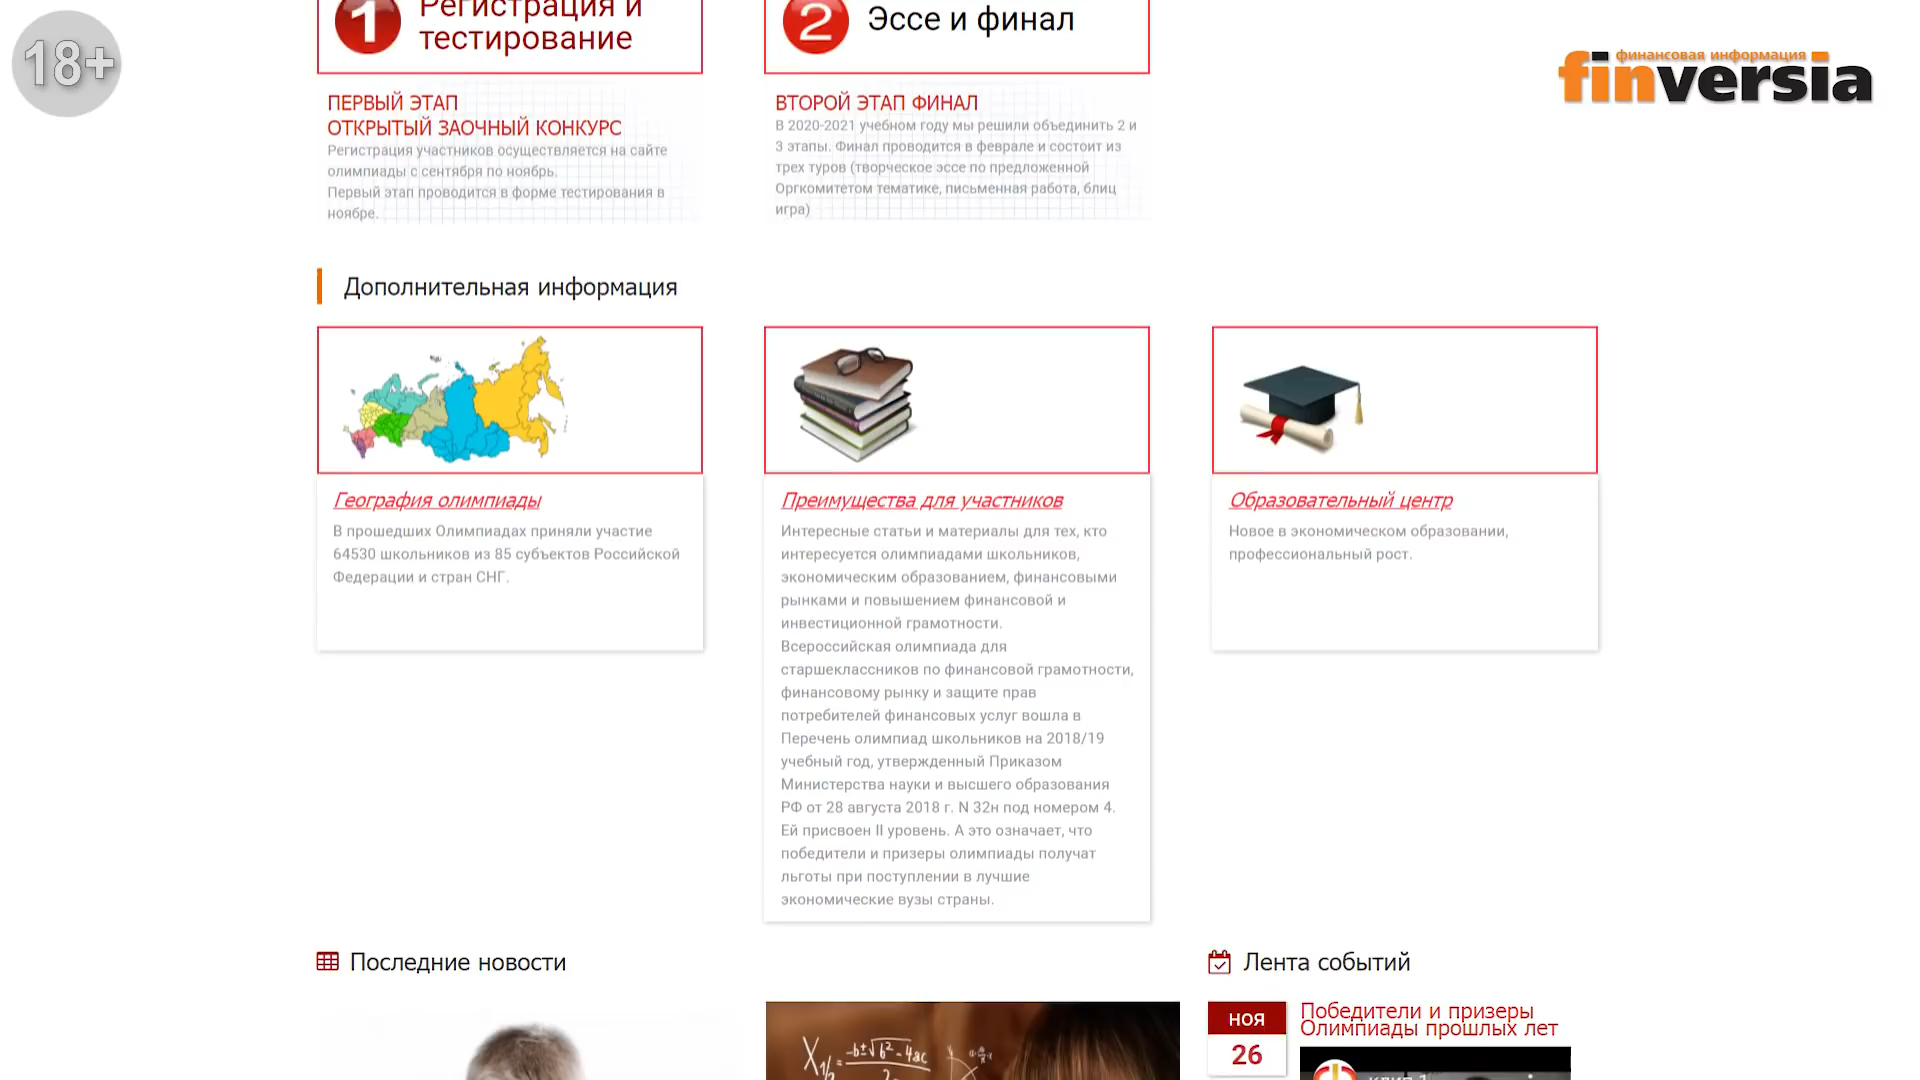 18+
финансовая информация
finversia
1
Регистрация и
тестирование
2
Эссе и финал
ПЕРВЫЙ ЭТАП
ОТКРЫТЫЙ ЗАОЧНЫЙ КОНКУРС
Регистрация участников осуществляется на сайте
олимпиады с сентября по ноябрь.
Первый этап проводится в форме тестирования в
ноябре.
ВТОРОЙ ЭТАП ФИНАЛ
В 2020-2021 учебном году мы решили объединить 2 и
3 этапы. Финал проводится в феврале и состоит из
трех туров (творческое эссе по предложенной
Оргкомитетом тематике, письменная работа, блиц
игра)
Дополнительная информация
География олимпиады
В прошедших Олимпиадах приняли участие
64530 школьников из 85 субъектов Российской
Федерации и стран СНГ.
Преимущества для участников
Интересные статьи и материалы для тех, кто
интересуется олимпиадами школьников,
экономическим образованием, финансовыми
рынками и повышением финансовой и
инвестиционной грамотности.
Всероссийская олимпиада для
старшеклассников по финансовой грамотности,
финансовому рынку и защите прав
потребителей финансовых услуг вошла в
Перечень олимпиад школьников на 2018/19
учебный год, утвержденный Приказом
Министерства науки и высшего образования
РФ от 28 августа 2018 г. N 32н под номером 4.
Ей присвоен II уровень. А это означает, что
победители и призеры олимпиады получат
льготы при поступлении в лучшие
экономические вузы страны.
Образовательный центр
Новое в экономическом образовании,
профессиональный рост.
Последние новости
Лента событий
ноя
26
Победители и призеры
Олимпиады прошлых лет